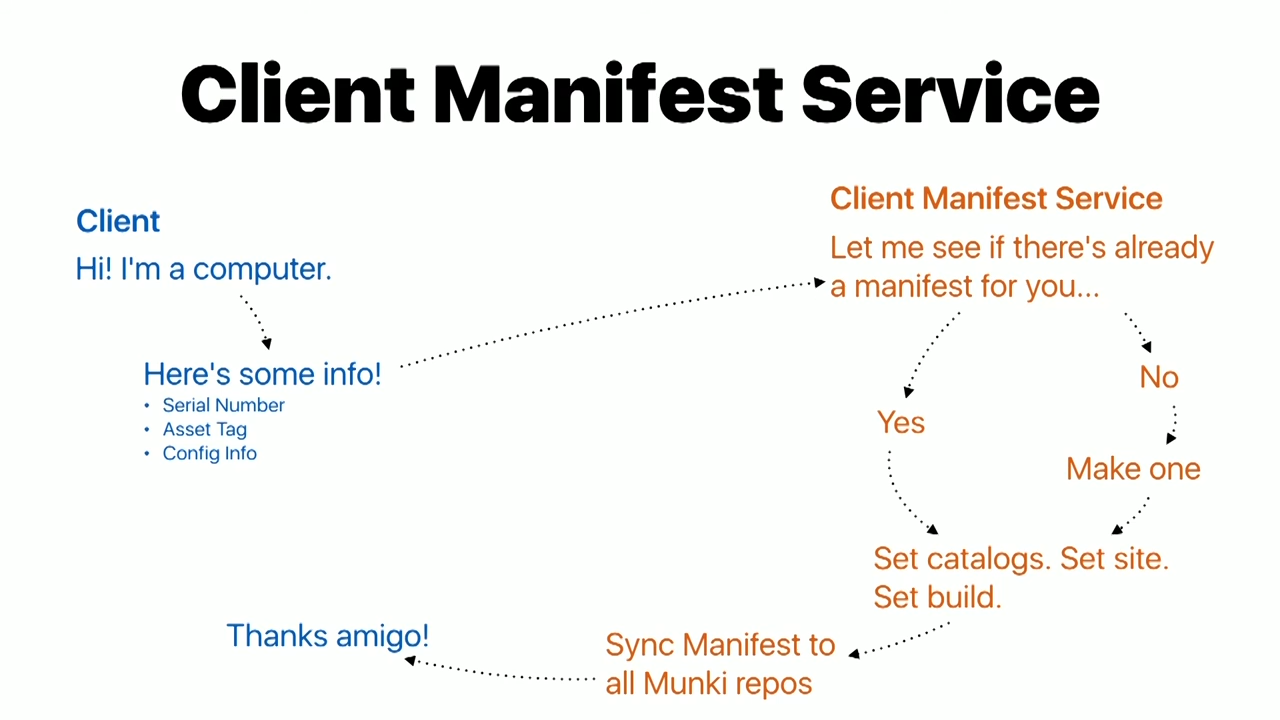 Client Manifest Service
Client
Hi! I'm a computer.
Here's some info!
• Serial Number
• Asset Tag
• Config Info
Client Manifest Service
Let me see if there's already
a manifest for you...
Yes
No
Make one
Set catalogs. Set site.
Set build.
Sync Manifest to
all Munki repos
Thanks amigo!